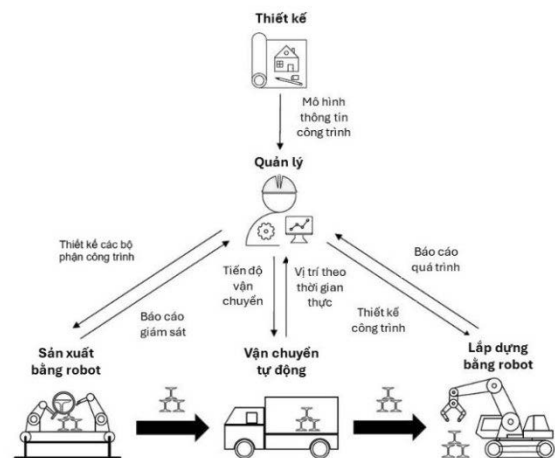 Thiết kế
Mô hình
thông tin
công trình
Quản lý
Thiết kế các bộ
phận công trình
Báo cáo
giám sát
Tiến độ
vận
chuyển
Vị trí theo
thời gian
thực
Thiết kế
công trình
Báo cáo
quá trình
Sản xuất
bằng robot
Vận chuyển
tự động
Lắp dựng
bằng robot